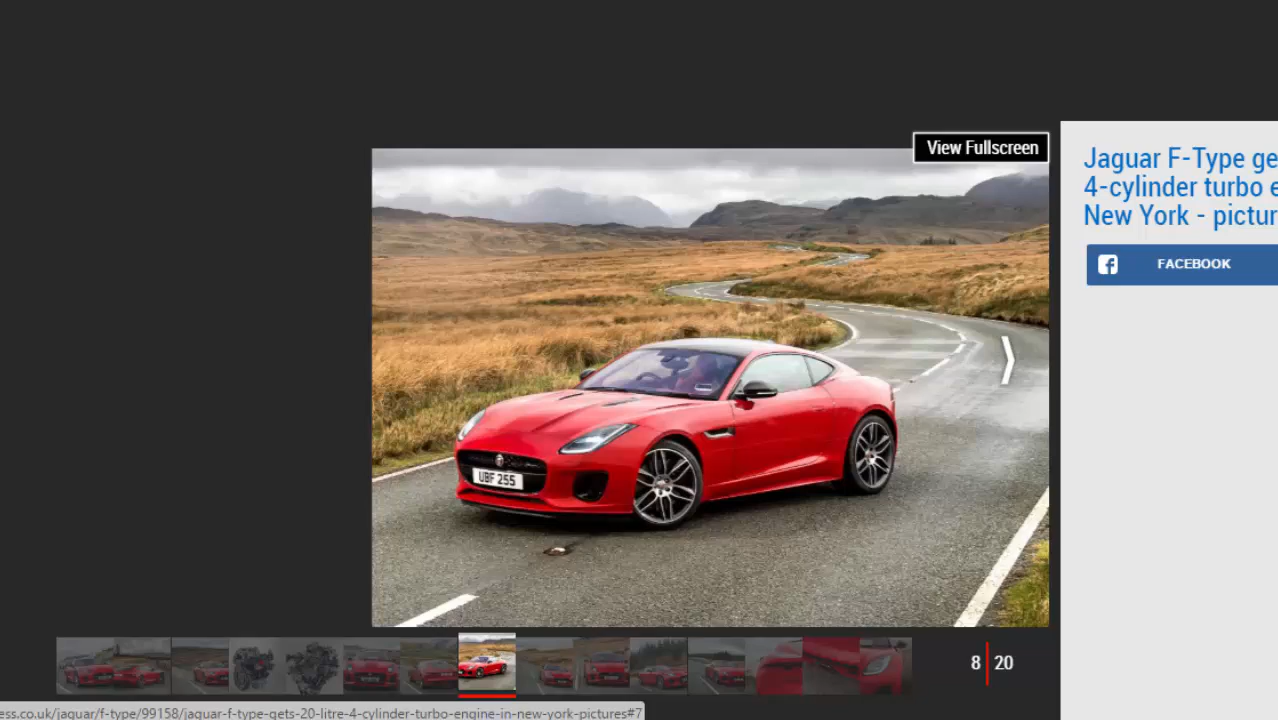 View Fullscreen
Jaguar F-Type ge
4-cylinder turbo e
New York - pictur
FACEBOOK
UBF 255
8 20
ess.co.uk/jaguar/f-type/99158/jaguar-f-type-gets-20-litre-4-cylinder-turbo-engine-in-new-york-pictures#7